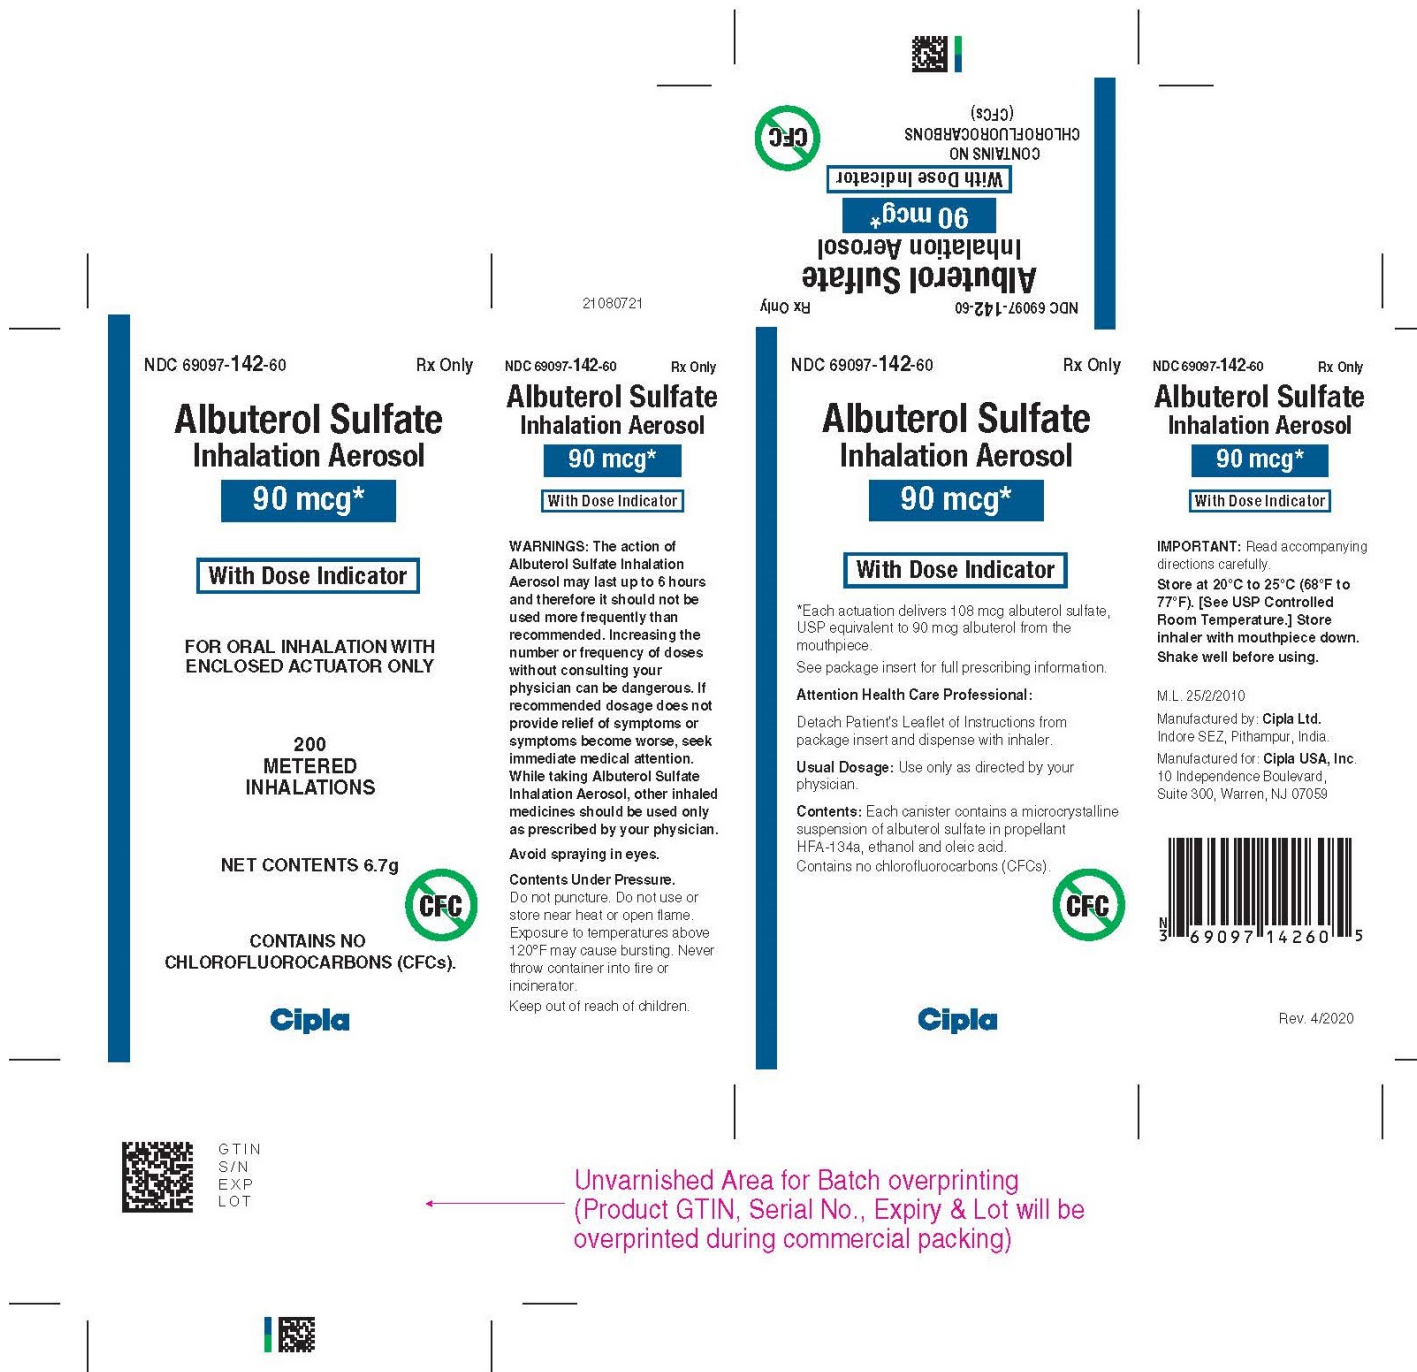 CONTAINS NO
CHLOROFLUOROCARBONS
(CFCs)
CFC
With Dose Indicator
90 mcg*
Inhalation Aerosol
Albuterol Sulfate
NDC 69097-142-60 Rx Only
21080721
NDC 69097-142-60 Rx Only
Albuterol Sulfate
Inhalation Aerosol
90 mcg*
With Dose Indicator
FOR ORAL INHALATION WITH
ENCLOSED ACTUATOR ONLY
200
METERED
INHALATIONS
NET CONTENTS 6.7g
CFC
CONTAINS NO
CHLOROFLUOROCARBONS (CFCs).
Cipla
NDC 69097-142-60 Rx Only
Albuterol Sulfate
Inhalation Aerosol
90 mcg*
With Dose Indicator
WARNINGS: The action of
Albuterol Sulfate Inhalation
Aerosol may last up to 6 hours
and therefore it should not be
used more frequently than
recommended. Increasing the
number or frequency of doses
without consulting your
physician can be dangerous. If
recommended dosage does not
provide relief of symptoms or
symptoms become worse, seek
immediate medical attention.
While taking Albuterol Sulfate
Inhalation Aerosol, other inhaled
medicines should be used only
as prescribed by your physician.
Avoid spraying in eyes.
Contents Under Pressure.
Do not puncture. Do not use or
store near heat or open flame.
Exposure to temperatures above
120°F may cause bursting. Never
throw container into fire or
incinerator.
Keep out of reach of children.
NDC 69097-142-60 Rx Only
Albuterol Sulfate
Inhalation Aerosol
90 mcg*
With Dose Indicator
*Each actuation delivers 108 mcg albuterol sulfate,
USP equivalent to 90 mcg albuterol from the
mouthpiece.
See package insert for full prescribing information.
Attention Health Care Professional:
Detach Patient's Leaflet of Instructions from
package insert and dispense with inhaler.
Usual Dosage: Use only as directed by your
physician.
Contents: Each canister contains a microcrystalline
suspension of albuterol sulfate in propellant
HFA-134a, ethanol and oleic acid.
Contains no chlorofluorocarbons (CFCs).
CFC
Cipla
NDC 69097-142-60 Rx Only
Albuterol Sulfate
Inhalation Aerosol
90 mcg*
With Dose Indicator
IMPORTANT: Read accompanying
directions carefully.
Store at 20°C to 25°C (68°F to
77°F). [See USP Controlled
Room Temperature.] Store
inhaler with mouthpiece down.
Shake well before using.
M.L. 25/2/2010
Manufactured by: Cipla Ltd.
Indore SEZ, Pithampur, India.
Manufactured for: Cipla USA, Inc.
10 Independence Boulevard,
Suite 300, Warren, NJ 07059
N
3 69097 14260 5
Rev. 4/2020
GTIN
S/N
EXP
LOT
Unvarnished Area for Batch overprinting
(Product GTIN, Serial No., Expiry & Lot will be
overprinted during commercial packing)